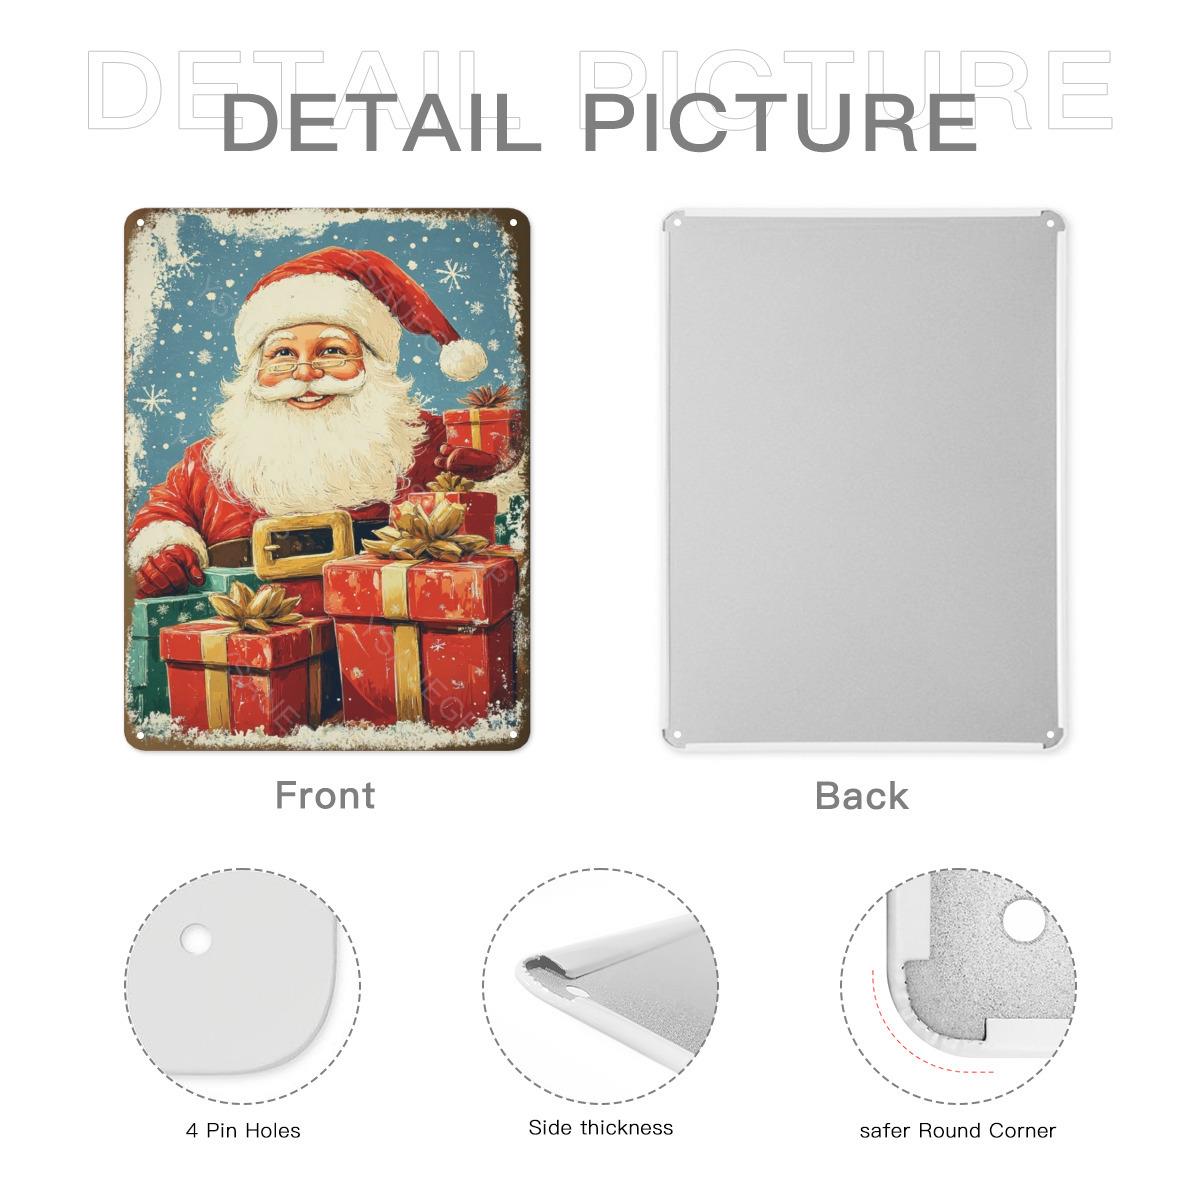 DETAIL PICTURE
DETAIL PICTURE
Front
Back
4 Pin Holes
Side thickness
safer Round Corner